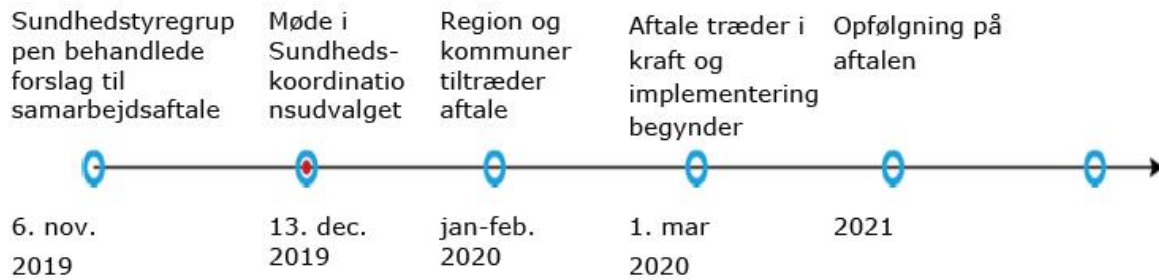 Sundhedstyregrup
pen behandlede
forslag til
samarbejdsaftale
Møde i
Sundheds-
koordinatio
nsudvalget
Region og
kommuner
tiltræder
aftale
Aftale træder i
kraft og
implementering
begynder
Opfølgning på
aftalen
6. nov.
2019
13. dec.
2019
jan-feb.
2020
1. mar
2020
2021